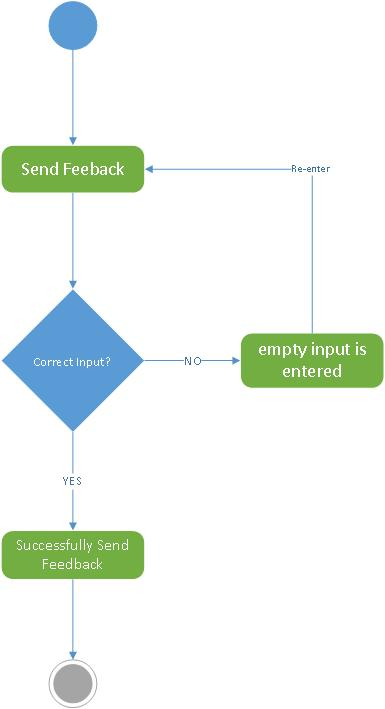 Send Feeback
Re-enter
Correct Input?
NO
empty input is
entered
YES
Successfully Send
Feedback